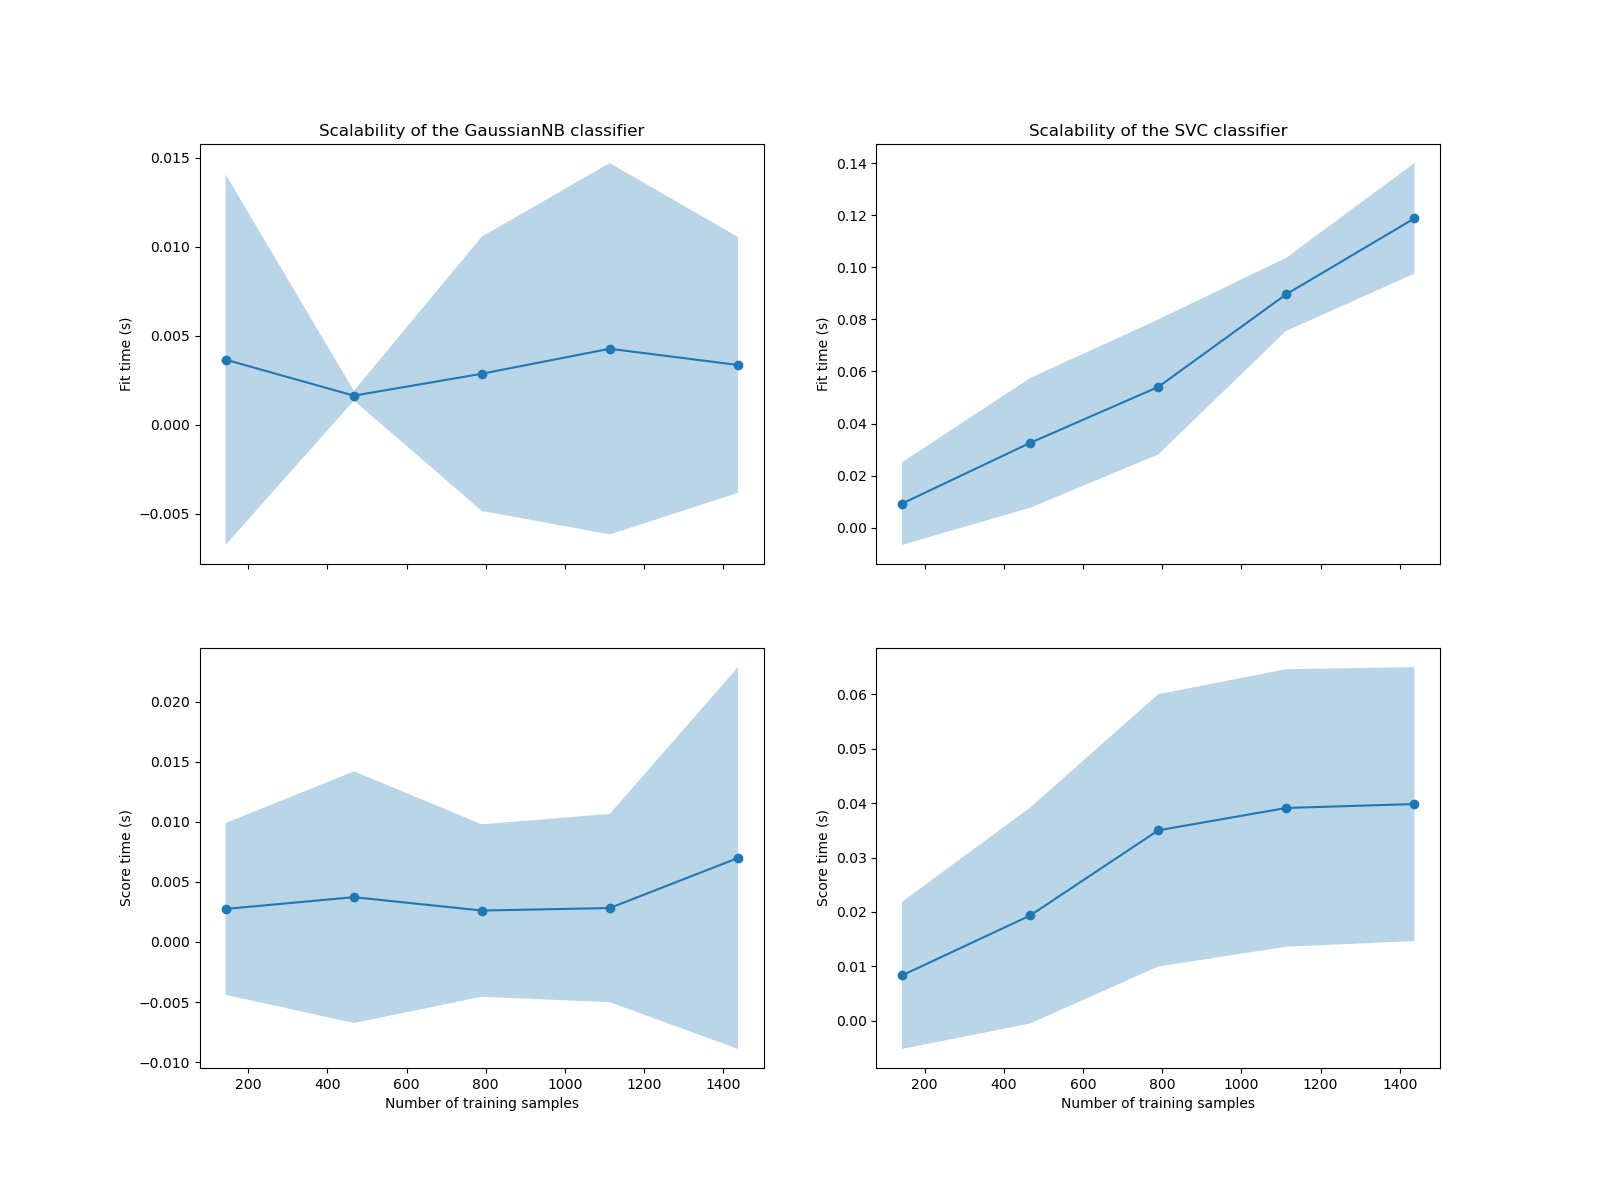 Scalability of the GaussianNB classifier
0.015
0.010
0.005
0.000
−0.005
Fit time (s)
Scalability of the SVC classifier
0.14
0.12
0.10
0.08
0.06
0.04
0.02
0.00
Fit time (s)
0.020
0.015
0.010
0.005
0.000
−0.005
−0.010
Score time (s)
200 400 600 800 1000 1200 1400
Number of training samples
0.06
0.05
0.04
0.03
0.02
0.01
0.00
Score time (s)
200 400 600 800 1000 1200 1400
Number of training samples